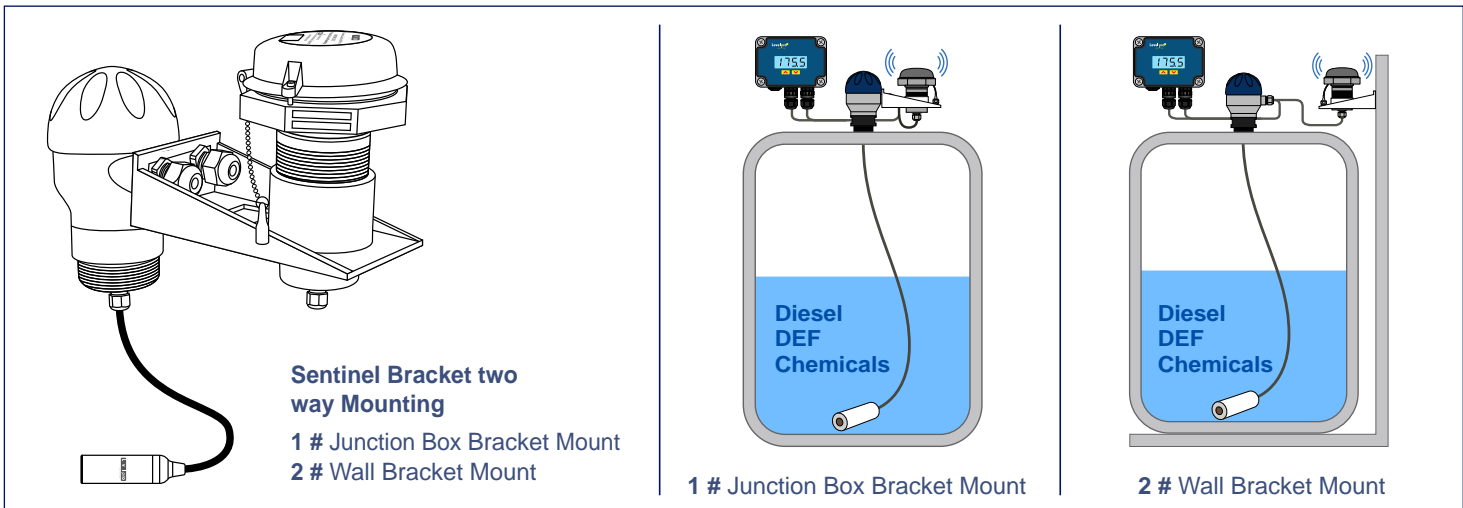 Sentinel Bracket two
way Mounting
1 # Junction Box Bracket Mount
2 # Wall Bracket Mount
175.5
Diesel
DEF
Chemicals
1 # Junction Box Bracket Mount
175.5
Diesel
DEF
Chemicals
2 # Wall Bracket Mount